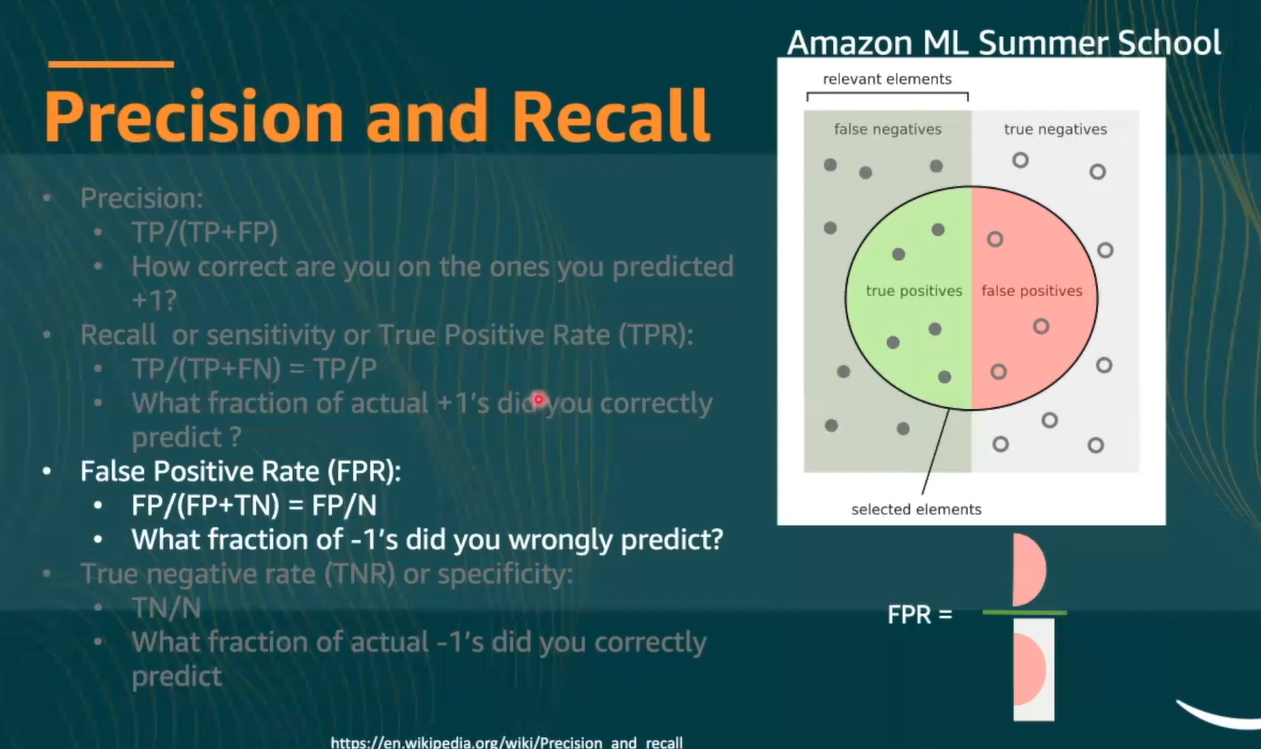 Amazon ML Summer School
Precision and Recall
• Precision:
• TP/(TP+FP)
• How correct are you on the ones you predicted
+1?
• Recall or sensitivity or True Positive Rate (TPR):
• TP/(TP+FN) = TP/P
• What fraction of actual +1's did you correctly
predict ?
• False Positive Rate (FPR):
• FP/(FP+TN) = FP/N
• What fraction of -1's did you wrongly predict?
• True negative rate (TNR) or specificity:
• TN/N
• What fraction of actual -1's did you correctly
predict
relevant elements
false negatives
true negatives
true positives
false positives
selected elements
FPR =
https://en.wikipedia.org/wiki/Precision_and_recall